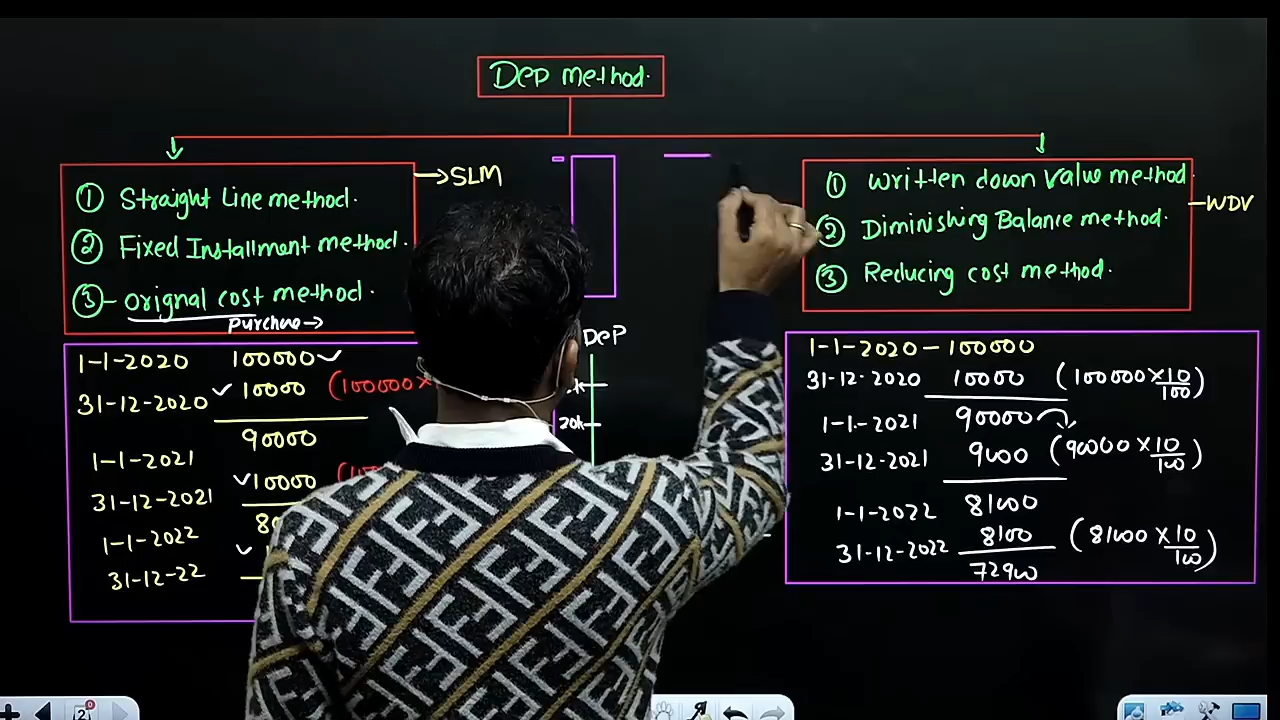 Dep method.
① Straight Line method.
② Fixed Installment method.
③- orignal cost method.
Purchase →
→ SLM
① Written down Value method.
② Diminishing Balance method.
③ Reducing cost method.
WDV
1-1-2020 100000 ✓
31-12-2020 ✓ 10000 (100000×
90000
1-1-2021
31-12-2021 ✓ 10000
1-1-2022
31-12-22
Dep
20k
1-1-2020 - 100000
31-12-2020 10000 (100000 × 10/100)
1-1-2021 90000
31-12-2021 9000 (90000 × 10/100)
1-1-2022 81000
31-12-2022 8100 (81000 × 10/100)
72900
2